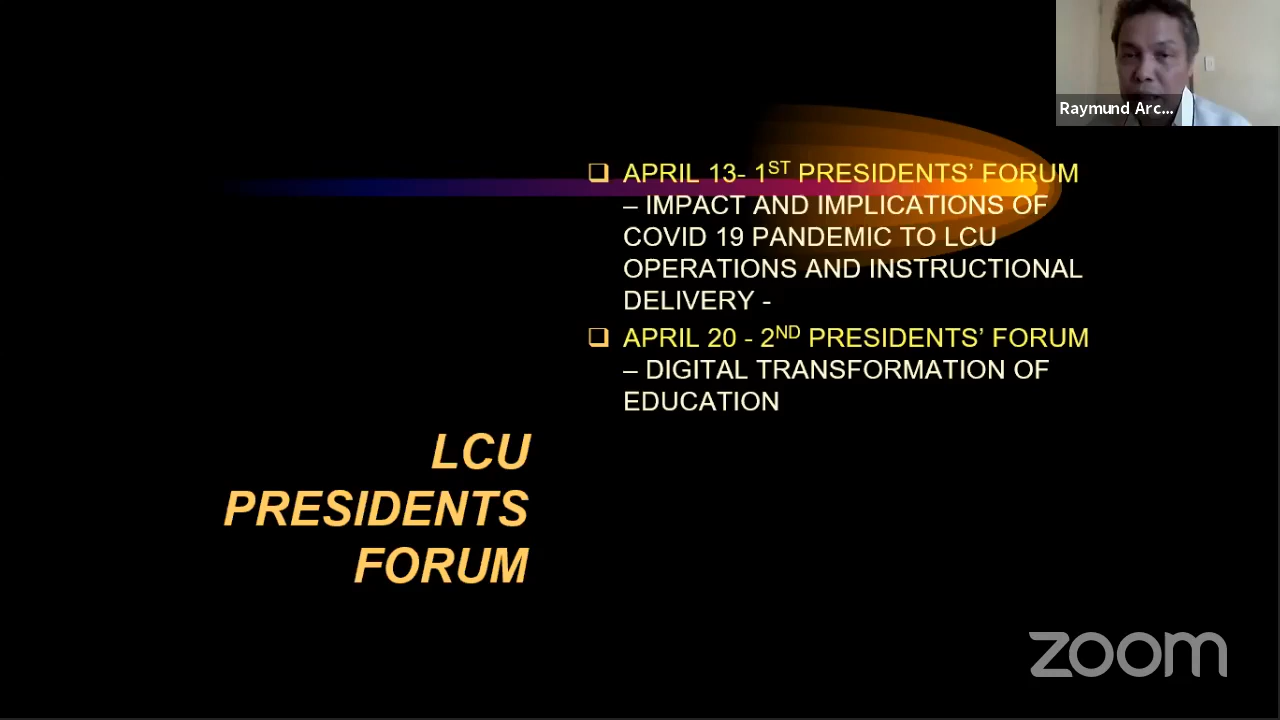 Raymund Arc...
❑ APRIL 13- 1ST PRESIDENTS’ FORUM
– IMPACT AND IMPLICATIONS OF
COVID 19 PANDEMIC TO LCU
OPERATIONS AND INSTRUCTIONAL
DELIVERY -
❑ APRIL 20 - 2ND PRESIDENTS’ FORUM
– DIGITAL TRANSFORMATION OF
EDUCATION
LCU
PRESIDENTS
FORUM
zoom